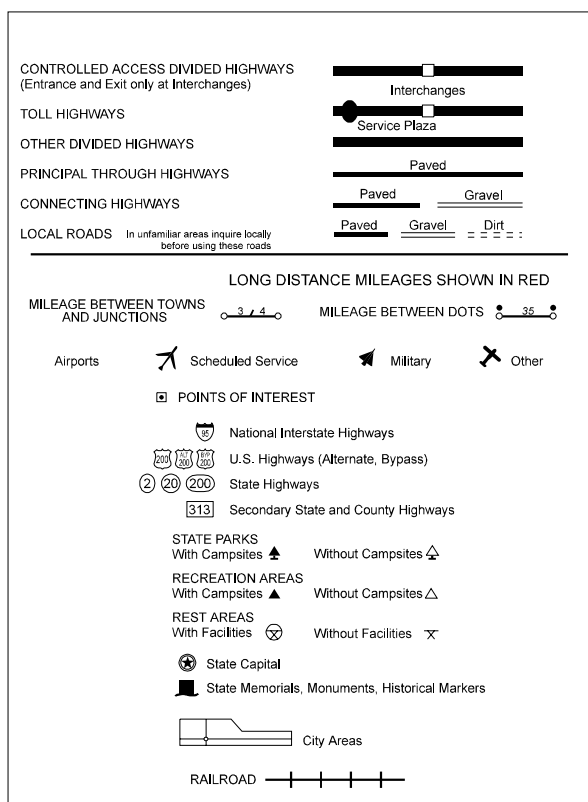 CONTROLLED ACCESS DIVIDED HIGHWAYS
(Entrance and Exit only at Interchanges)
Interchanges
TOLL HIGHWAYS
Service Plaza
OTHER DIVIDED HIGHWAYS
PRINCIPAL THROUGH HIGHWAYS Paved
CONNECTING HIGHWAYS Paved Gravel
LOCAL ROADS In unfamiliar areas inquire locally
before using these roads
Paved Gravel Dirt
LONG DISTANCE MILEAGES SHOWN IN RED
MILEAGE BETWEEN TOWNS
AND JUNCTIONS
3 4
MILEAGE BETWEEN DOTS 35
Airports Scheduled Service Military Other
POINTS OF INTEREST
95 National Interstate Highways
200 ALT 200 BYP 200 U.S. Highways (Alternate, Bypass)
2 20 200 State Highways
313 Secondary State and County Highways
STATE PARKS
With Campsites Without Campsites
RECREATION AREAS
With Campsites Without Campsites
REST AREAS
With Facilities Without Facilities
State Capital
State Memorials, Monuments, Historical Markers
City Areas
RAILROAD